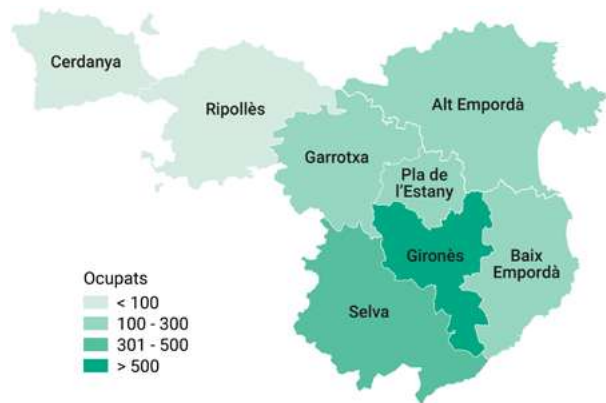 Cerdanya
Ripollès
Alt Empordà
Garrotxa
Pla de
l'Estany
Gironès
Baix
Empordà
Selva
Ocupats
< 100
100 - 300
301 - 500
> 500